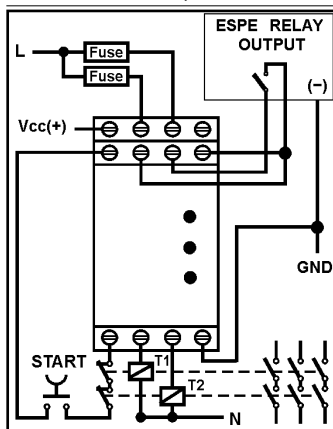 ESPE RELAY
OUTPUT
L
Fuse
Fuse
(−)
Vcc(+)
GND
START
T1
T2
N